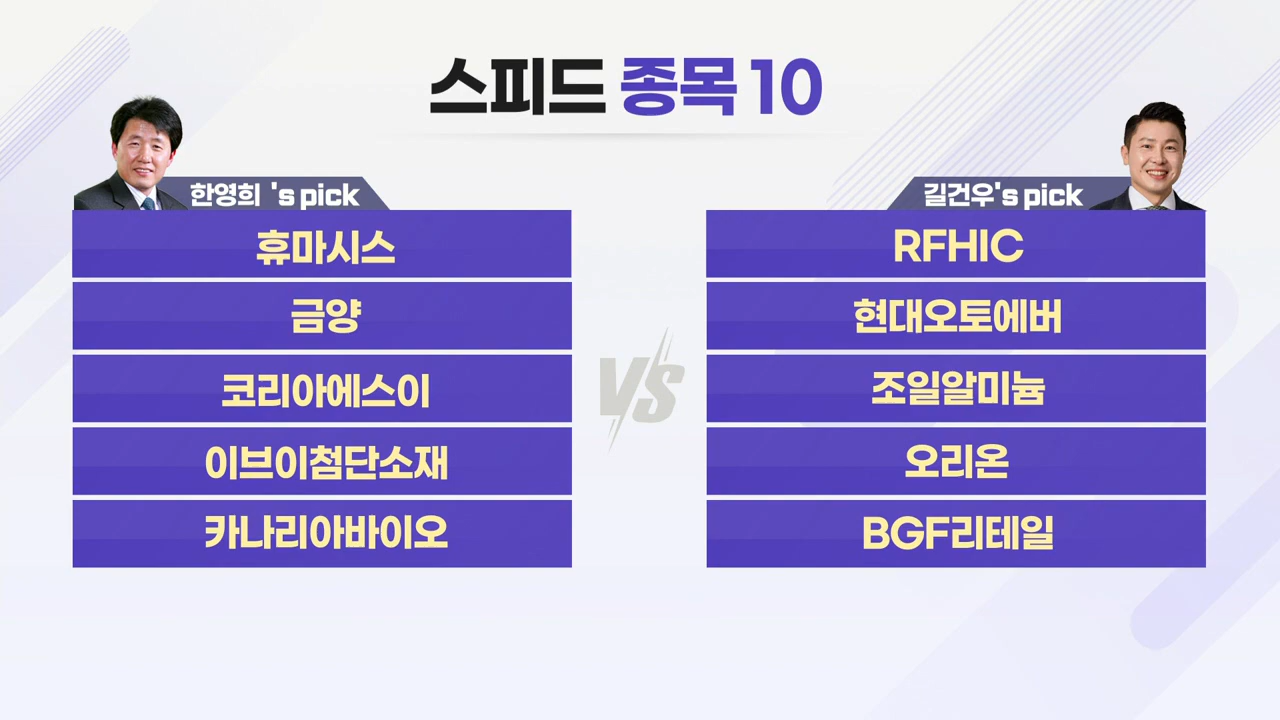 스피드 종목 10
한영희 's pick
휴마시스
금양
코리아에스이
이브이첨단소재
카나리아바이오
VS
길건우's pick
RFHIC
현대오토에버
조일알미늄
오리온
BGF리테일